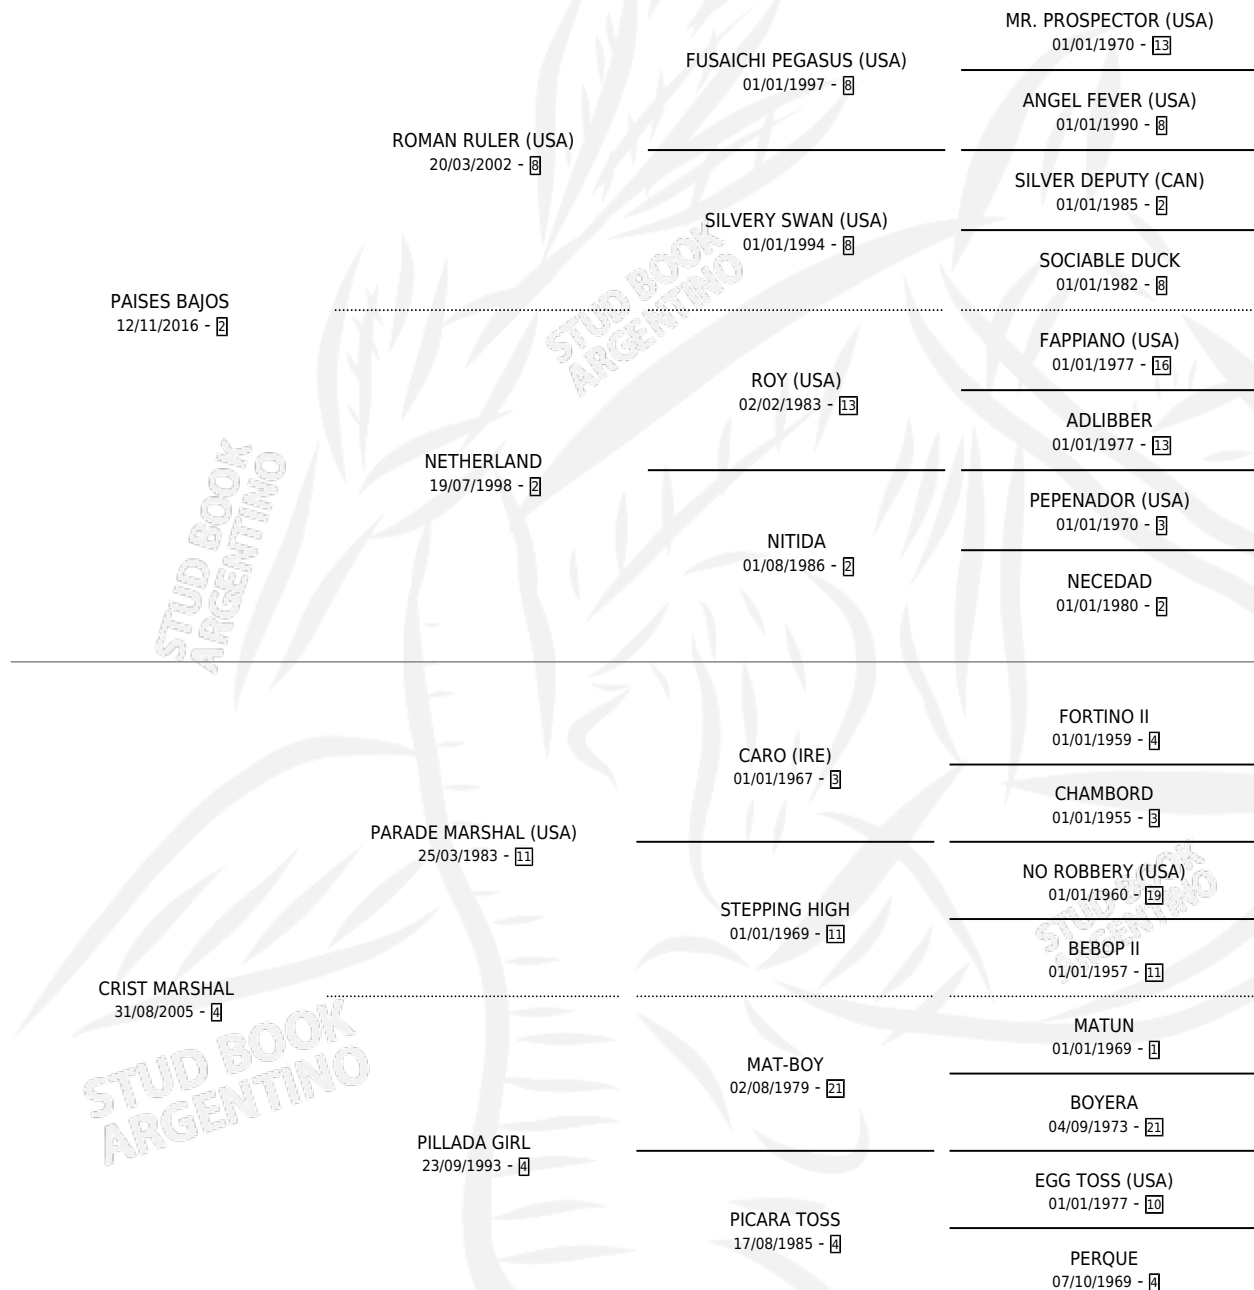 MR. PROSPECTOR (USA)
01/01/1970 - 13
FUSAICHI PEGASUS (USA)
01/01/1997 - 8
ANGEL FEVER (USA)
01/01/1990 - 8
ROMAN RULER (USA)
20/03/2002 - 8
SILVER DEPUTY (CAN)
01/01/1985 - 2
SILVERY SWAN (USA)
01/01/1994 - 8
SOCIABLE DUCK
01/01/1982 - 8
PAISES BAJOS
12/11/2016 - 2
FAPPIANO (USA)
01/01/1977 - 16
ROY (USA)
02/02/1983 - 13
ADLIBBER
01/01/1977 - 13
NETHERLAND
19/07/1998 - 2
PEPENADOR (USA)
01/01/1970 - 3
NITIDA
01/08/1986 - 2
NECEDAD
01/01/1980 - 2
FORTINO II
01/01/1959 - 4
CARO (IRE)
01/01/1967 - 3
CHAMBORD
01/01/1955 - 3
PARADE MARSHAL (USA)
25/03/1983 - 11
NO ROBBERY (USA)
01/01/1960 - 19
STEPPING HIGH
01/01/1969 - 11
BEBOP II
01/01/1957 - 11
CRIST MARSHAL
31/08/2005 - 4
MATUN
01/01/1969 - 1
MAT-BOY
02/08/1979 - 21
BOYERA
04/09/1973 - 21
PILLADA GIRL
23/09/1993 - 4
EGG TOSS (USA)
01/01/1977 - 10
PICARA TOSS
17/08/1985 - 4
PERQUE
07/10/1969 - 4
STUD BOOK
ARGENTINO
STUD BOOK
ARGENTINO
STUD BOOK
ARGENTINO
STUD BOOK
ARGENTINO